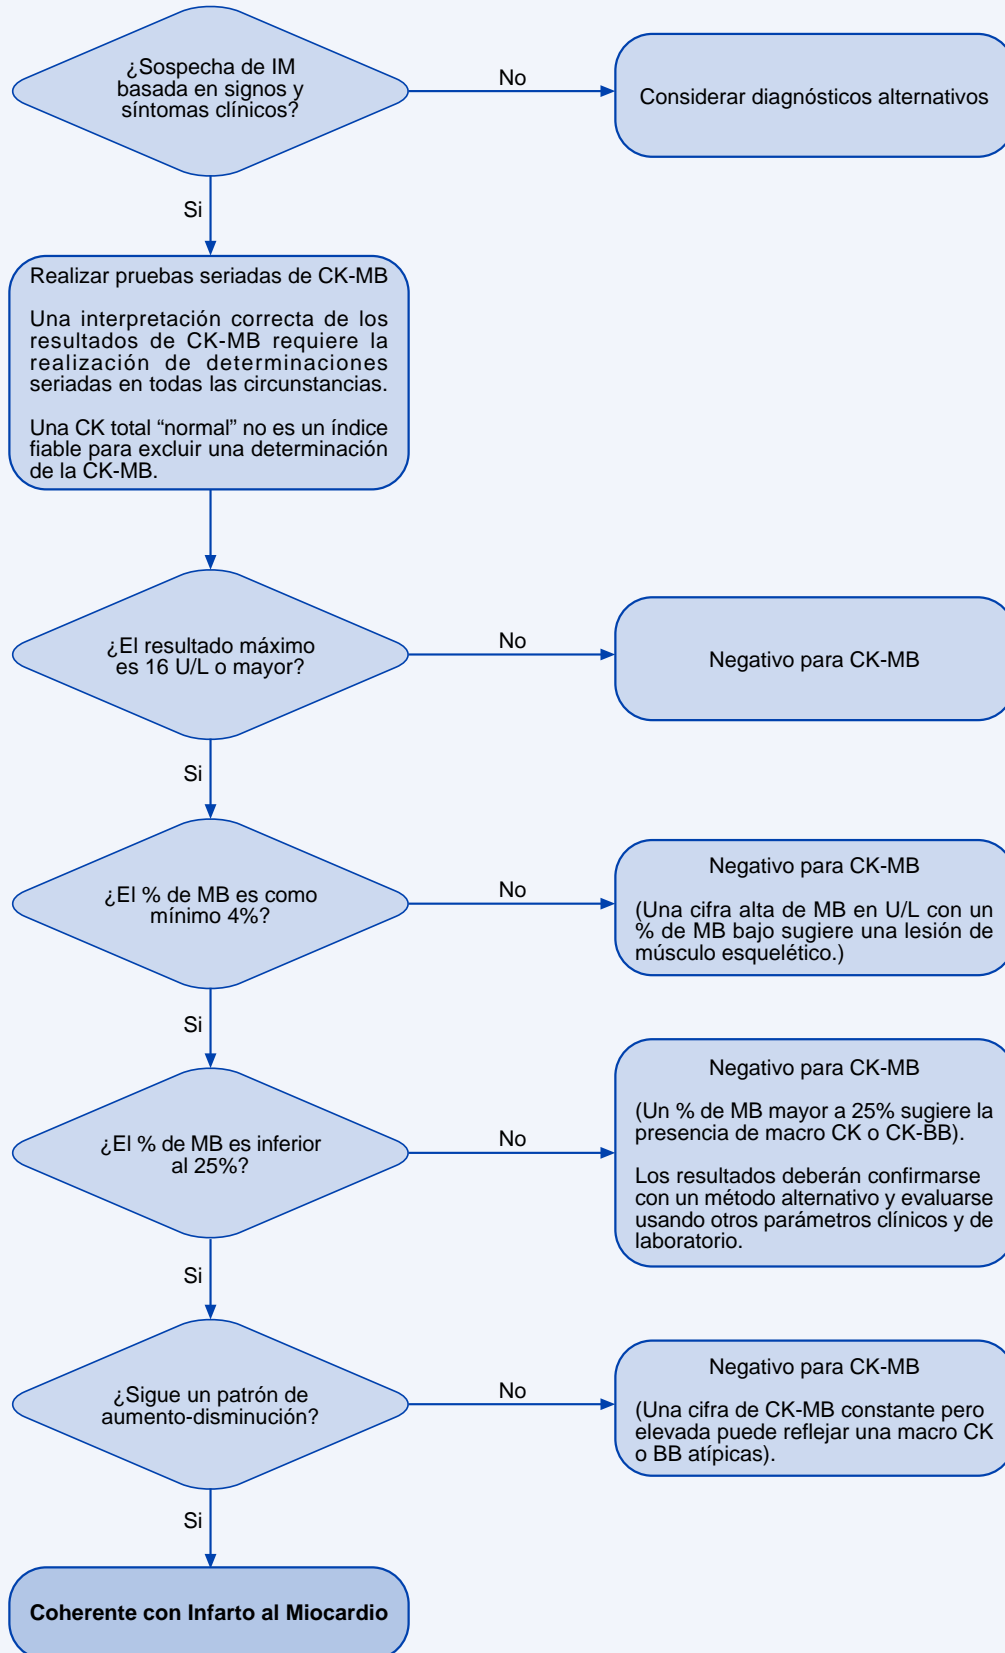 ¿Sospecha de IM
basada en signos y
síntomas clínicos?
No
Considerar diagnósticos alternativos
Si
Realizar pruebas seriadas de CK-MB
Una interpretación correcta de los
resultados de CK-MB requiere la
realización de determinaciones
seriadas en todas las circunstancias.
Una CK total “normal” no es un índice
fiable para excluir una determinación
de la CK-MB.
¿El resultado máximo
es 16 U/L o mayor?
No
Negativo para CK-MB
Si
¿El % de MB es como
mínimo 4%?
No
Negativo para CK-MB
(Una cifra alta de MB en U/L con un
% de MB bajo sugiere una lesión de
músculo esquelético.)
Si
¿El % de MB es inferior
al 25%?
No
Negativo para CK-MB
(Un % de MB mayor a 25% sugiere la
presencia de macro CK o CK-BB).
Los resultados deberán confirmarse
con un método alternativo y evaluarse
usando otros parámetros clínicos y de
laboratorio.
Si
¿Sigue un patrón de
aumento-disminución?
No
Negativo para CK-MB
(Una cifra de CK-MB constante pero
elevada puede reflejar una macro CK
o BB atípicas).
Si
Coherente con Infarto al Miocardio